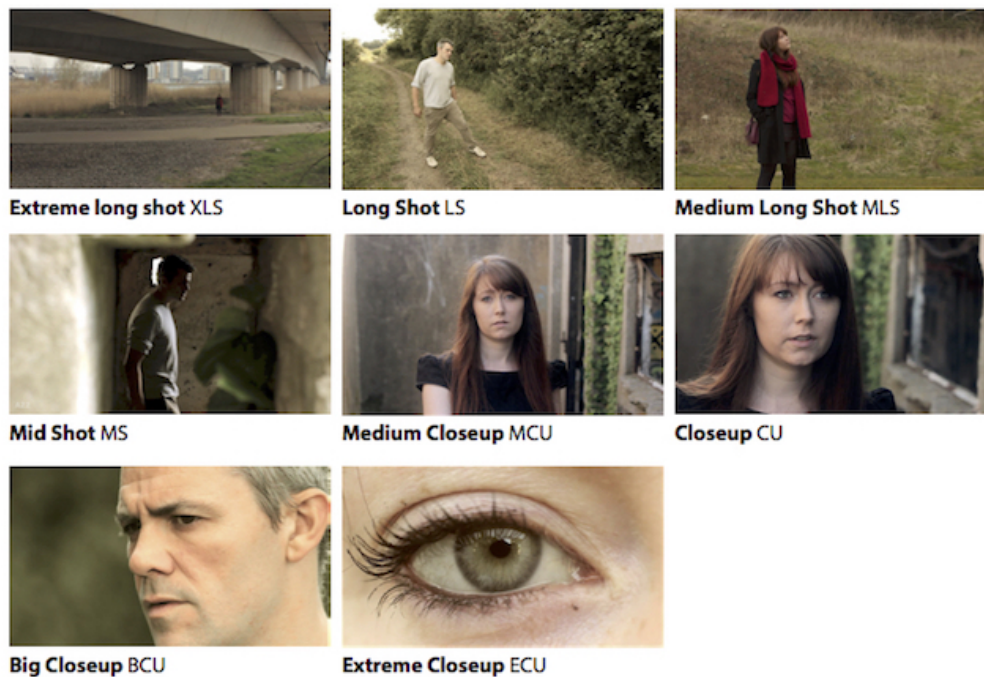 Extreme long shot XLS
Long Shot LS
Medium Long Shot MLS
Mid Shot MS
Medium Closeup MCU
Closeup CU
Big Closeup BCU
Extreme Closeup ECU